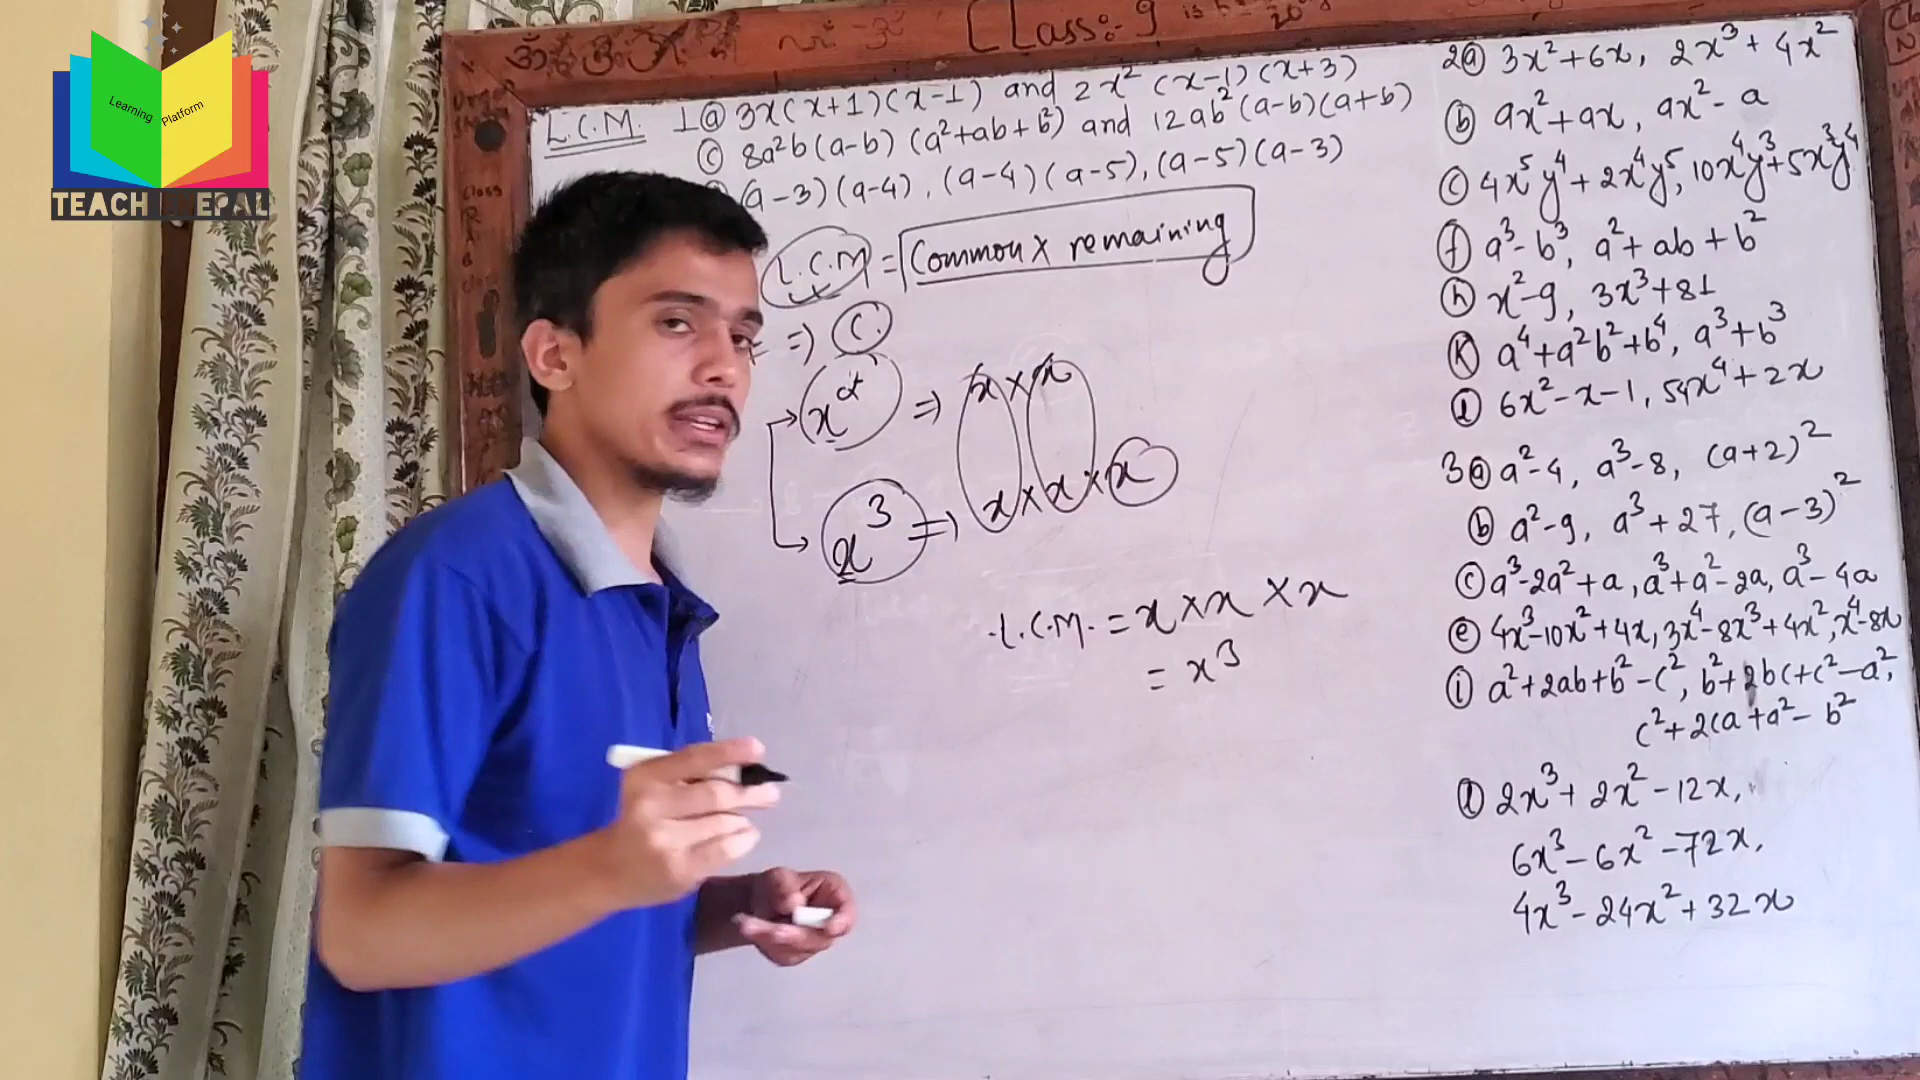 Learning
Platform
TEACH NEPAL
Class:- 9
L.C.M. 1ⓐ 3x(x+1)(x-1) and 2x²(x-1)(x+3)
ⓒ 8a²b(a-b)(a²+ab+b²) and 12ab²(a-b)(a+b)
(a-3)(a-4), (a-4)(a-5), (a-5)(a-3)
L.C.M = Common x remaining
=> C.
x² => x × x
x³ => x × x × x
L.C.M. = x × x × x
= x³
2ⓐ 3x²+6x, 2x³+4x²
ⓑ ax²+ax, ax²-a
ⓒ 4x⁵y⁴+2x⁴y⁵, 10x⁴y³+5x³y⁴
ⓕ a³-b³, a²+ab+b²
ⓗ x²-9, 3x³+81
ⓚ a⁴+a²b²+b⁴, a³+b³
ⓛ 6x²-x-1, 54x⁴+2x
3ⓐ a²-4, a³-8, (a+2)²
ⓑ a²-9, a³+27, (a-3)²
ⓒ a³-2a²+a, a³+a²-2a, a³-4a
ⓔ 4x³-10x²+4x, 3x⁴-8x³+4x², x⁴-8x
ⓘ a²+2ab+b²-c², b²+2bc+c²-a²,
c²+2ca+a²-b²
ⓛ 2x³+2x²-12x,
6x³-6x²-72x,
4x³-24x²+32x